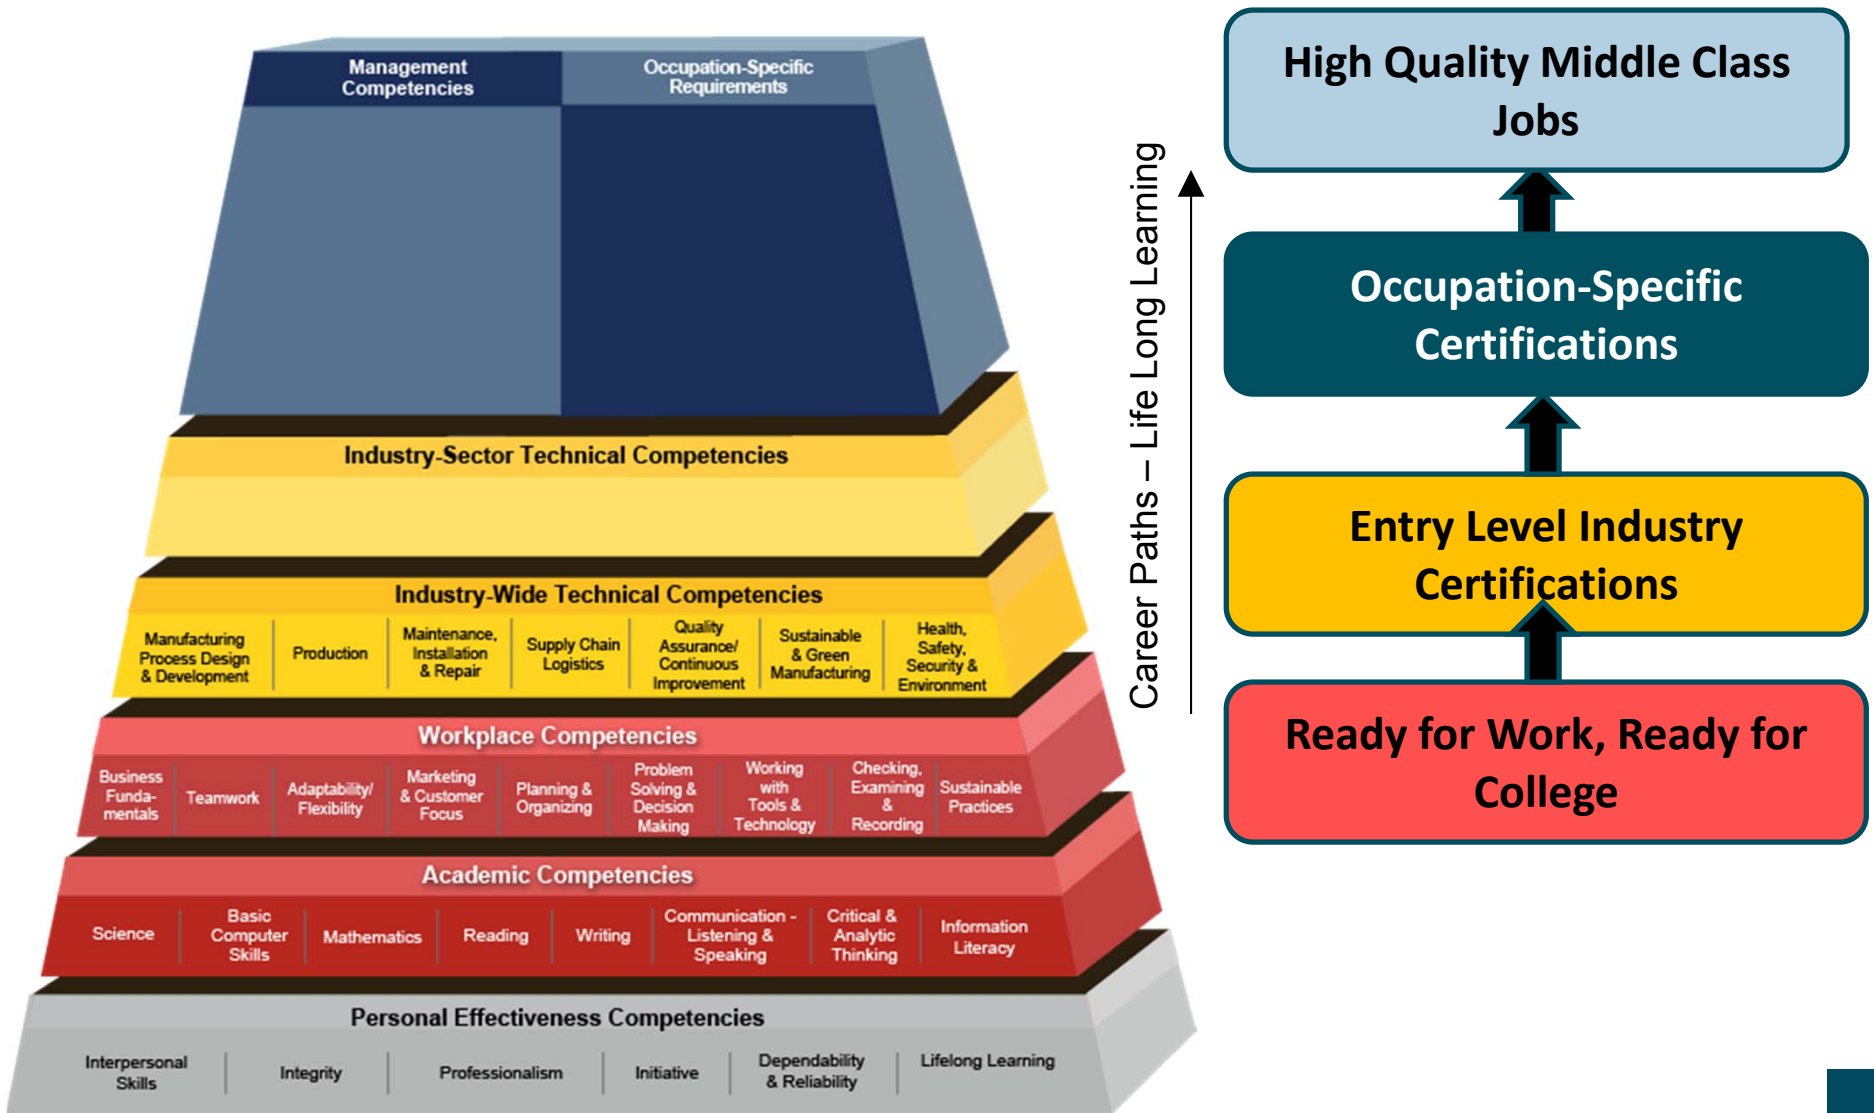 Management
Competencies
Occupation-Specific
Requirements
Industry-Sector Technical Competencies
Industry-Wide Technical Competencies
Manufacturing
Process Design
& Development
Production
Maintenance,
Installation
& Repair
Supply Chain
Logistics
Quality
Assurance/
Continuous
Improvement
Sustainable
& Green
Manufacturing
Health,
Safety,
Security &
Environment
Workplace Competencies
Business
Funda-
mentals
Teamwork
Adaptability/
Flexibility
Marketing
& Customer
Focus
Planning &
Organizing
Problem
Solving &
Decision
Making
Working
with
Tools &
Technology
Checking,
Examining
&
Recording
Sustainable
Practices
Academic Competencies
Science
Basic
Computer
Skills
Mathematics
Reading
Writing
Communication -
Listening &
Speaking
Critical &
Analytic
Thinking
Information
Literacy
Personal Effectiveness Competencies
Interpersonal
Skills
Integrity
Professionalism
Initiative
Dependability
& Reliability
Lifelong Learning
Career Paths – Life Long Learning
High Quality Middle Class
Jobs
Occupation-Specific
Certifications
Entry Level Industry
Certifications
Ready for Work, Ready for
College